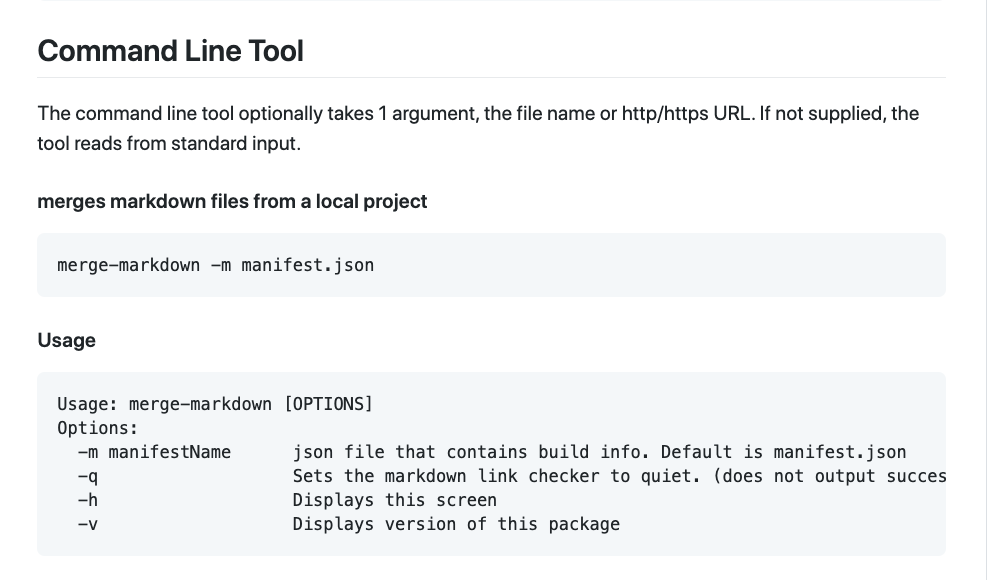 Command Line Tool
The command line tool optionally takes 1 argument, the file name or http/https URL. If not supplied, the
tool reads from standard input.
merges markdown files from a local project
merge-markdown -m manifest.json
Usage
Usage: merge-markdown [OPTIONS]
Options:
  -m manifestName      json file that contains build info. Default is manifest.json
  -q                   Sets the markdown link checker to quiet. (does not output succes
  -h                   Displays this screen
  -v                   Displays version of this package